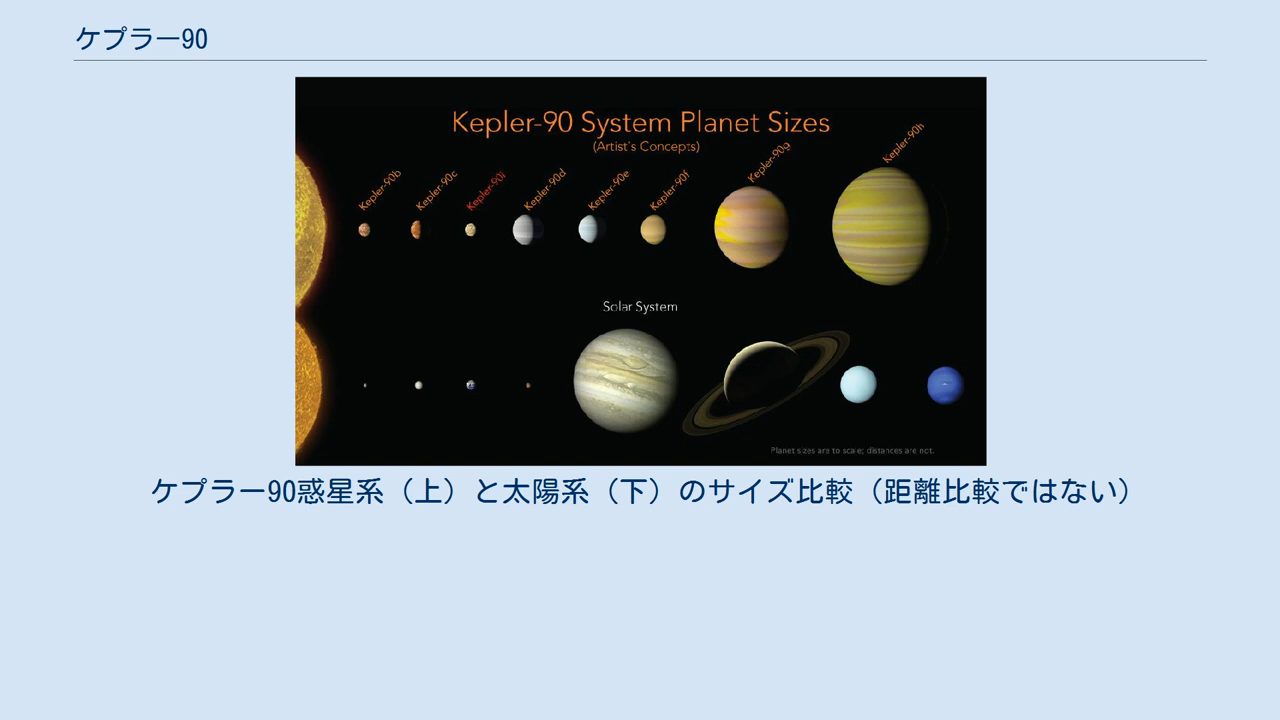 ケプラー90
Kepler-90 System Planet Sizes
(Artist's Concepts)
Kepler-90b
Kepler-90c
Kepler-90i
Kepler-90d
Kepler-90e
Kepler-90f
Kepler-90g
Kepler-90h
Solar System
Planet sizes are to scale; distances are not.
ケプラー90惑星系（上）と太陽系（下）のサイズ比較（距離比較ではない）